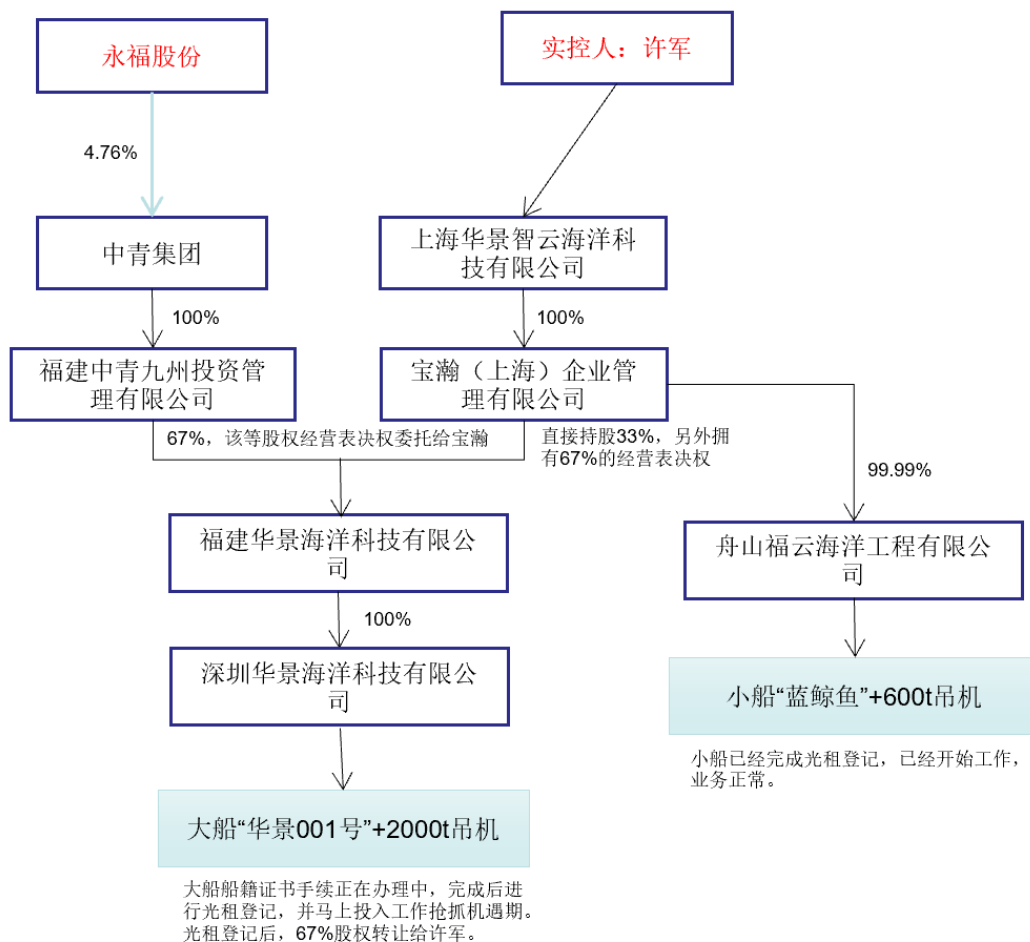 永福股份
实控人：许军
4.76%
中青集团
上海华景智云海洋科
技有限公司
100%
100%
福建中青九州投资管
理有限公司
宝瀚（上海）企业管
理有限公司
67%，该等股权经营表决权委托给宝瀚
直接持股33%，另外拥
有67%的经营表决权
99.99%
福建华景海洋科技有限公
司
舟山福云海洋工程有限公
司
100%
深圳华景海洋科技有限公
司
小船“蓝鲸鱼”+600t吊机
小船已经完成光租登记，已经开始工作，
业务正常。
大船“华景001号”+2000t吊机
大船船籍证书手续正在办理中，完成后进
行光租登记，并马上投入工作抢抓机遇期。
光租登记后，67%股权转让给许军。